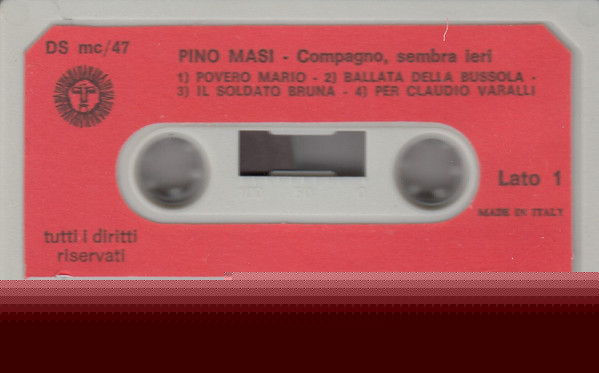 DS mc/47
PINO MASI - Compagno, sembra ieri
1) POVERO MARIO - 2) BALLATA DELLA BUSSOLA -
3) IL SOLDATO BRUNA - 4) PER CLAUDIO VARALLI
Lato 1
MADE IN ITALY
tutti i diritti
riservati